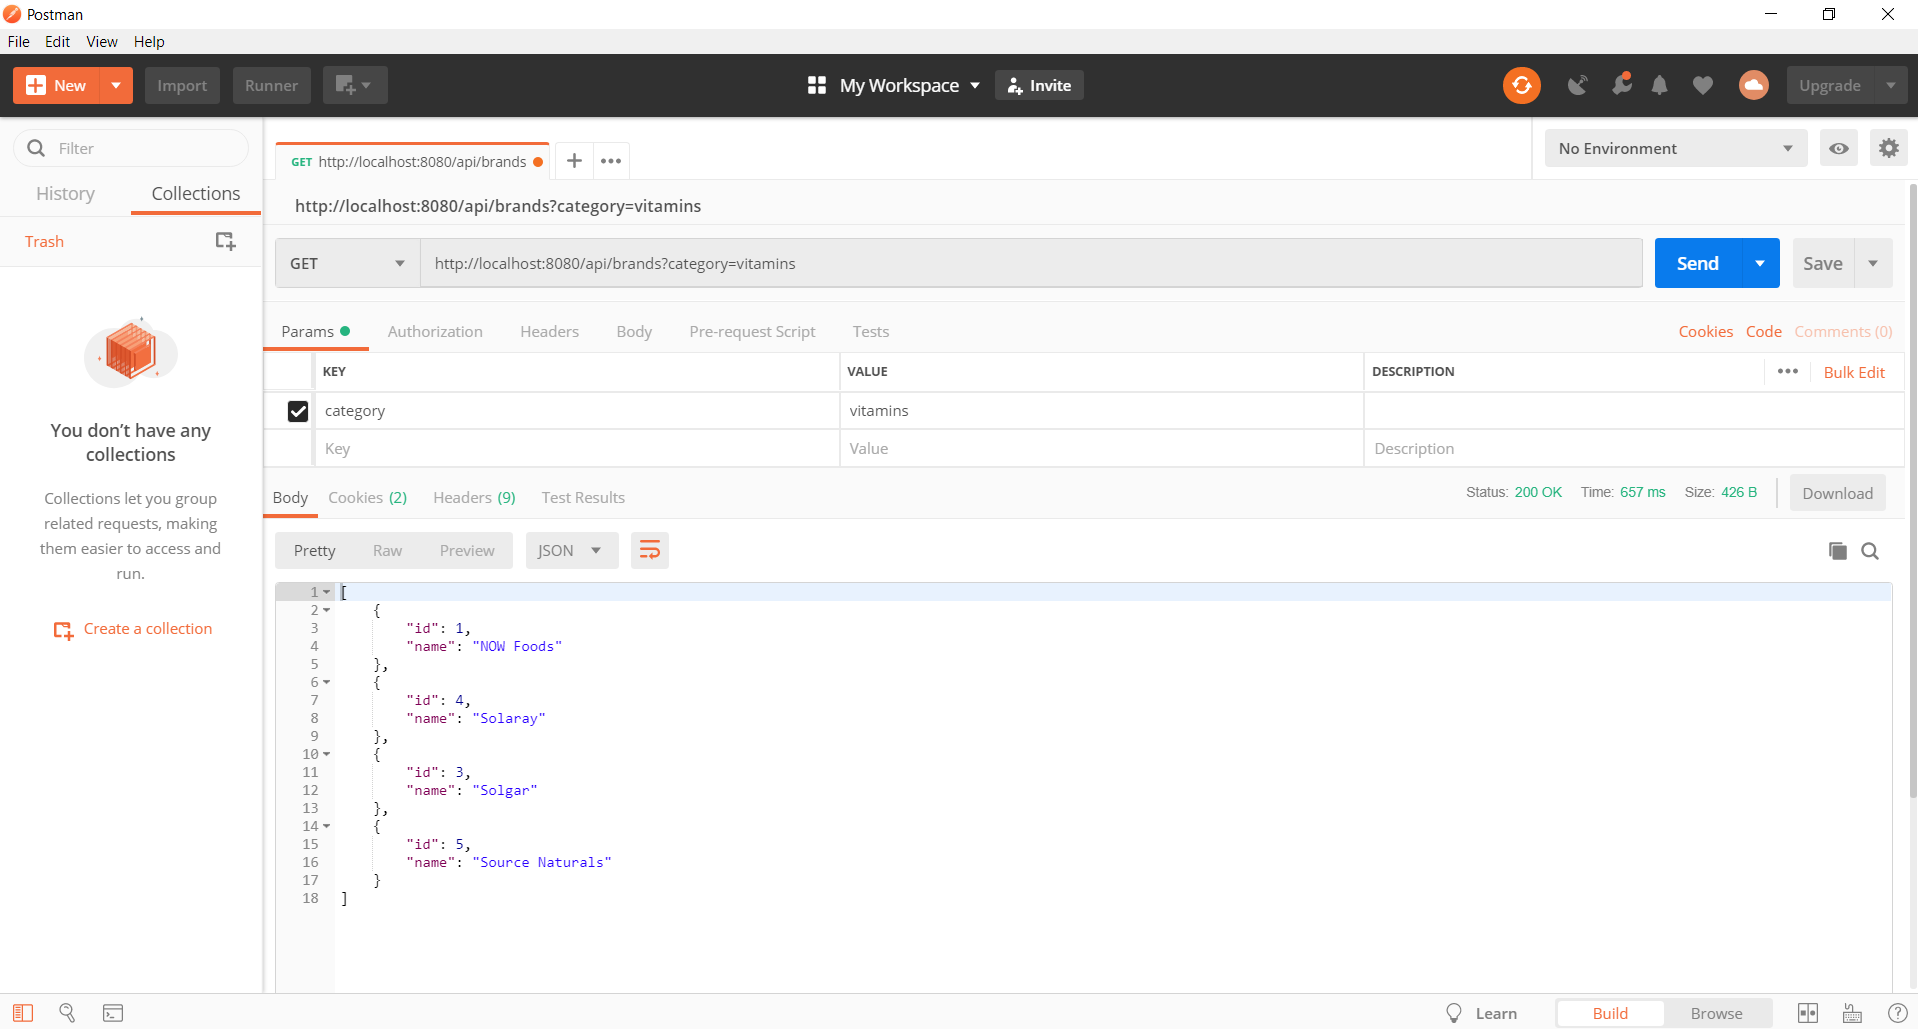 Postman
File Edit View Help
New Import Runner My Workspace Invite Upgrade
Filter
History Collections
Trash
You don’t have any
collections
Collections let you group
related requests, making
them easier to access and
run.
Create a collection
GET http://localhost:8080/api/brands
No Environment
http://localhost:8080/api/brands?category=vitamins
GET http://localhost:8080/api/brands?category=vitamins Send Save
Params Authorization Headers Body Pre-request Script Tests Cookies Code Comments (0)
KEY VALUE DESCRIPTION Bulk Edit
category vitamins
Key Value Description
Body Cookies (2) Headers (9) Test Results Status: 200 OK Time: 657 ms Size: 426 B Download
Pretty Raw Preview JSON
1 [
2 {
3 "id": 1,
4 "name": "NOW Foods"
5 },
6 {
7 "id": 4,
8 "name": "Solaray"
9 },
10 {
11 "id": 3,
12 "name": "Solgar"
13 },
14 {
15 "id": 5,
16 "name": "Source Naturals"
17 }
18 ]
Learn Build Browse